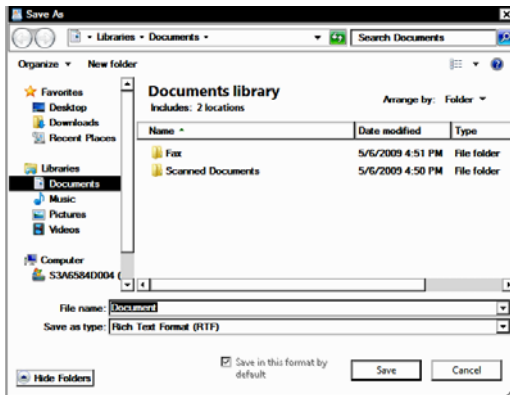 Save As
Libraries Documents
Search Documents
Organize New folder
Favorites
Desktop
Downloads
Recent Places
Libraries
Documents
Music
Pictures
Videos
Computer
S3A6584D004 (
Documents library
Includes: 2 locations
Arrange by: Folder
Name Date modified Type
Fax 5/6/2009 4:51 PM File folder
Scanned Documents 5/6/2009 4:50 PM File folder
File name: Document
Save as type: Rich Text Format (RTF)
Save in this format by
default
Save
Cancel
Hide Folders